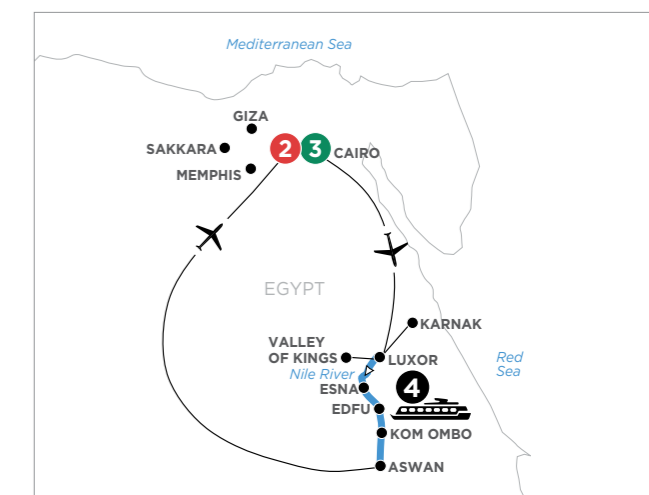 Mediterranean Sea
GIZA
SAKKARA
2
3
CAIRO
MEMPHIS
EGYPT
KARNAK
VALLEY
OF KINGS
LUXOR
Red
Sea
Nile River
ESNA
4
EDFU
KOM OMBO
ASWAN